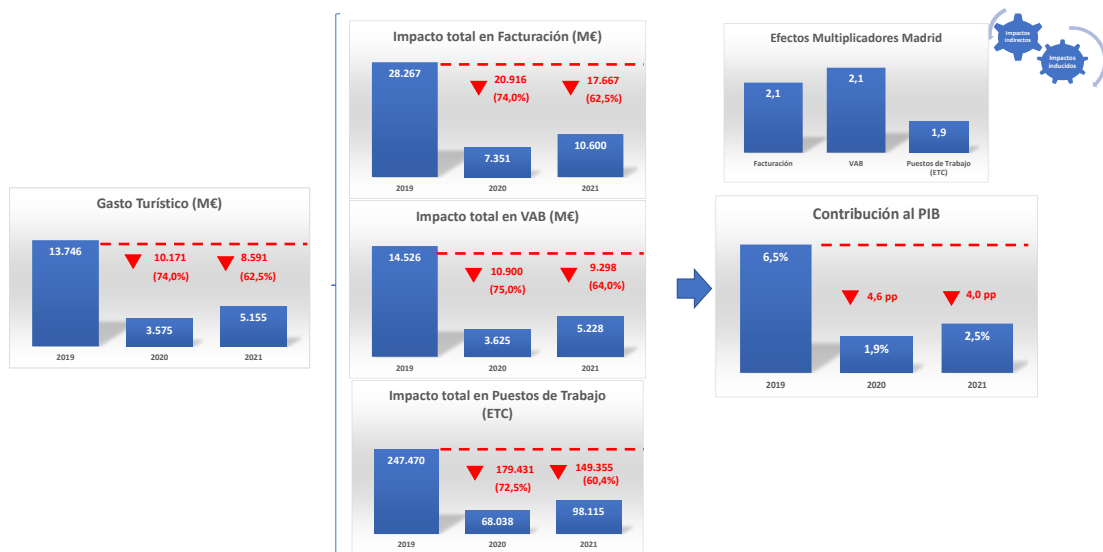 Gasto Turístico (M€)
13.746
10.171
(74,0%)
8.591
(62,5%)
3.575
5.155
2019
2020
2021
Impacto total en Facturación (M€)
28.267
20.916
(74,0%)
17.667
(62,5%)
7.351
10.600
2019
2020
2021
Impacto total en VAB (M€)
14.526
10.900
(75,0%)
9.298
(64,0%)
3.625
5.228
2019
2020
2021
Impacto total en Puestos de Trabajo
(ETC)
247.470
179.431
(72,5%)
149.355
(60,4%)
68.038
98.115
2019
2020
2021
Efectos Multiplicadores Madrid
2,1
2,1
1,9
Facturación
VAB
Puestos de Trabajo
(ETC)
Impactos
indirectos
Impactos
inducidos
Contribución al PIB
6,5%
4,6 pp
4,0 pp
1,9%
2,5%
2019
2020
2021